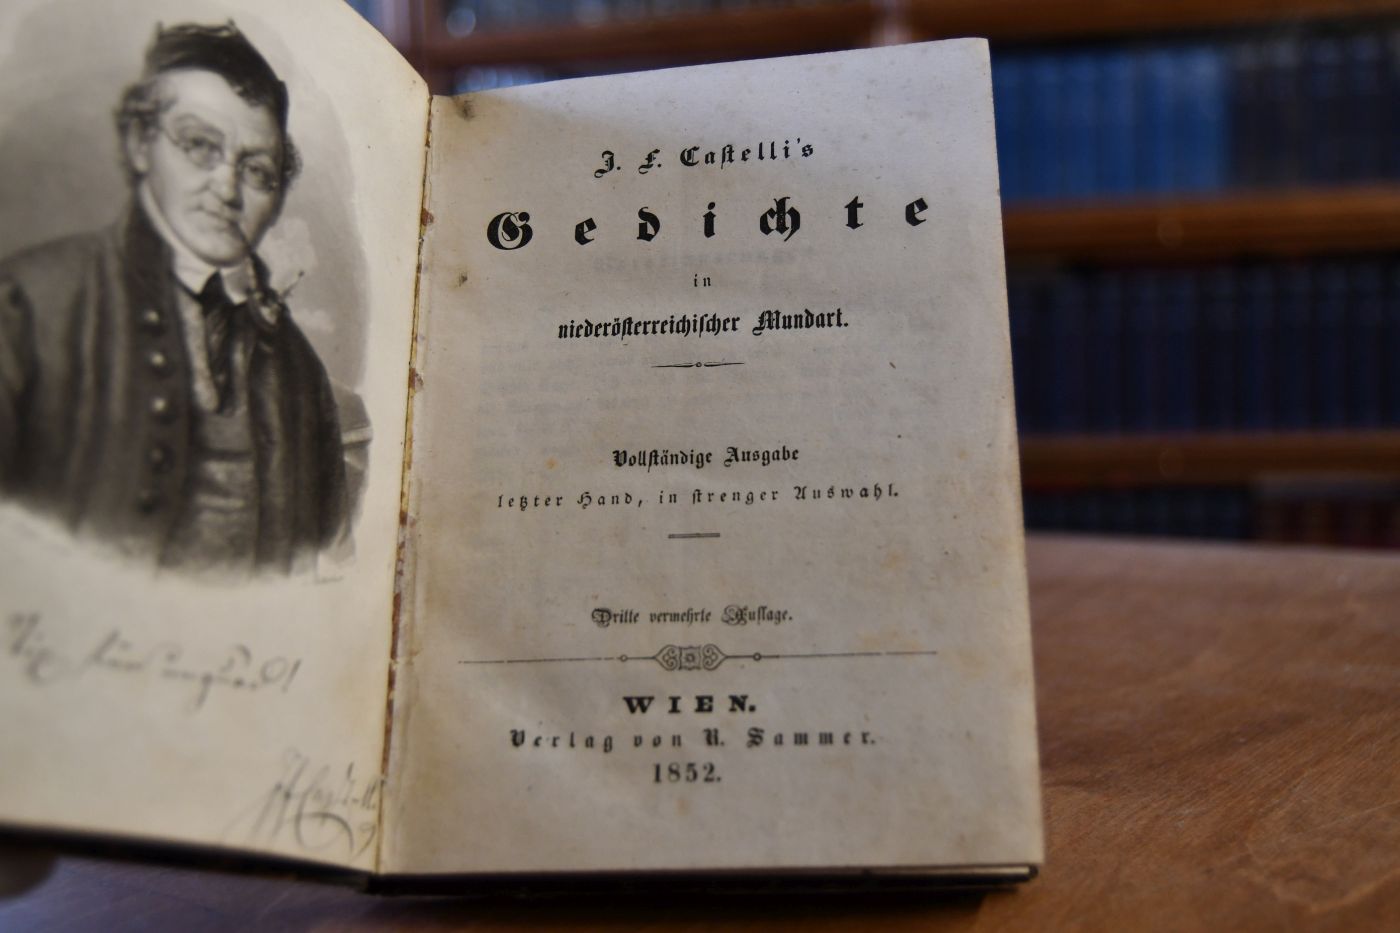 J. F. Castelli's
Gedichte
in
niederösterreichischer Mundart.
Vollständige Ausgabe
letzter Hand, in strenger Auswahl.
Dritte vermehrte Auflage.
WIEN.
Verlag von R. Sammer.
1852.